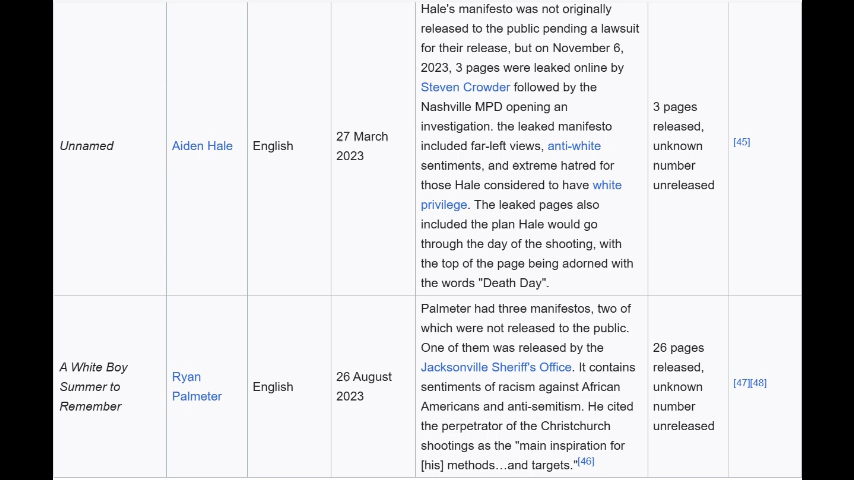 Hale's manifesto was not originally
released to the public pending a lawsuit
for their release, but on November 6,
2023, 3 pages were leaked online by
Steven Crowder followed by the
Nashville MPD opening an
investigation. the leaked manifesto
included far-left views, anti-white
sentiments, and extreme hatred for
those Hale considered to have white
privilege. The leaked pages also
included the plan Hale would go
through the day of the shooting, with
the top of the page being adorned with
the words "Death Day".
Unnamed
Aiden Hale
English
27 March
2023
3 pages
released,
unknown
number
unreleased
[45]
A White Boy
Summer to
Remember
Ryan
Palmeter
English
26 August
2023
Palmeter had three manifestos, two of
which were not released to the public.
One of them was released by the
Jacksonville Sheriff's Office. It contains
sentiments of racism against African
Americans and anti-semitism. He cited
the perpetrator of the Christchurch
shootings as the "main inspiration for
[his] methods…and targets."[46]
26 pages
released,
unknown
number
unreleased
[47][48]